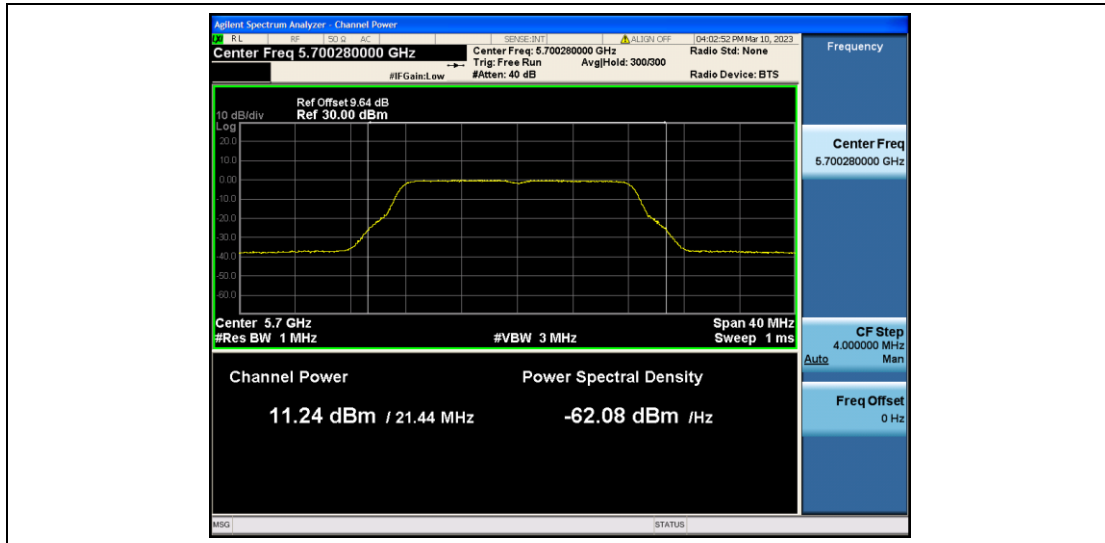 Agilent Spectrum Analyzer - Channel Power
RL RF 50 Ω AC SENSE:INT ALIGN OFF 04:02:52 PM Mar 10, 2023
Center Freq 5.700280000 GHz
Center Freq: 5.700280000 GHz
Radio Std: None
Trig: Free Run Avg|Hold: 300/300
#IFGain:Low #Atten: 40 dB Radio Device: BTS
Ref Offset 9.64 dB
10 dB/div Ref 30.00 dBm
Log
20.0
10.0
0.00
-10.0
-20.0
-30.0
-40.0
-50.0
-60.0
Center 5.7 GHz Span 40 MHz
#Res BW 1 MHz #VBW 3 MHz Sweep 1 ms
Channel Power Power Spectral Density
11.24 dBm / 21.44 MHz -62.08 dBm /Hz
MSG STATUS
Frequency
Center Freq
5.700280000 GHz
CF Step
4.000000 MHz
Auto Man
Freq Offset
0 Hz